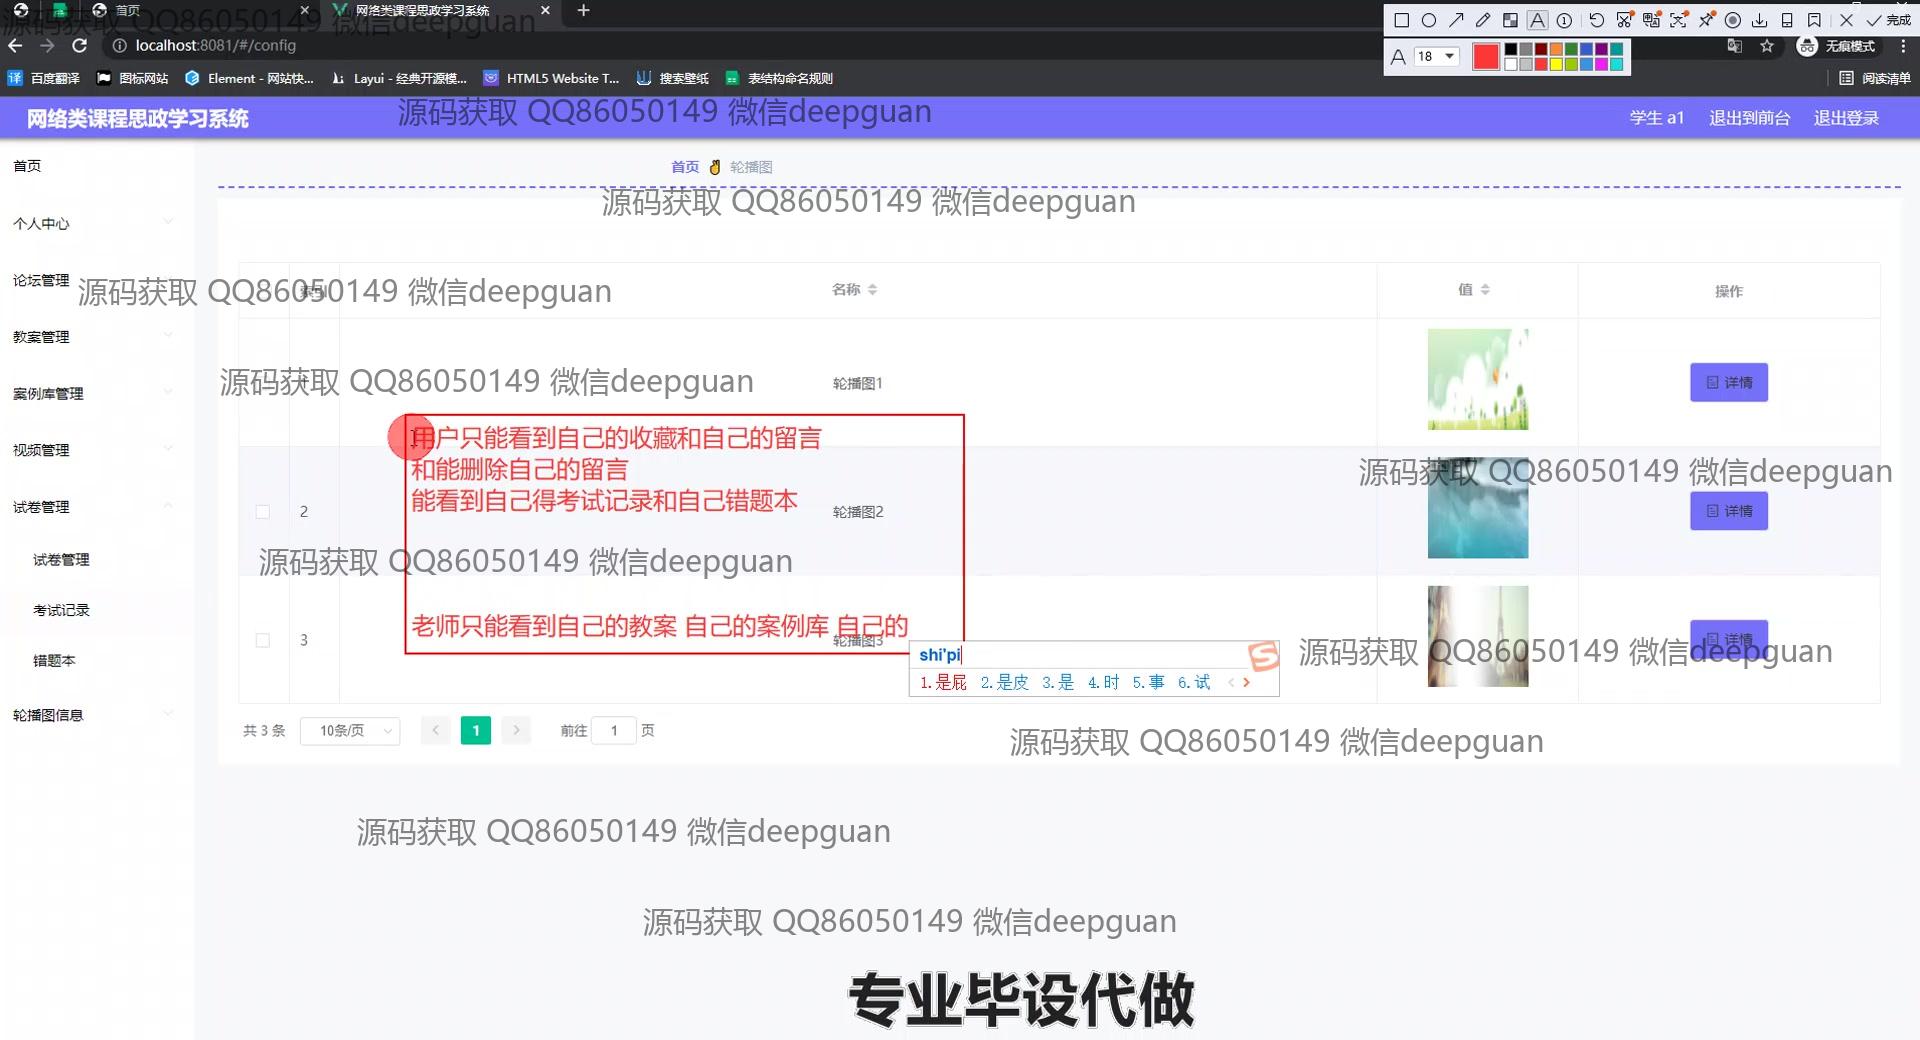 首页
网络类课程思政学习系统
源码获取 QQ86050149 微信deepguan
完成
localhost:8081/#/config
A 18
无痕模式
百度翻译
图标网站
Element - 网站快...
Layui - 经典开源模...
HTML5 Website T...
搜索壁纸
表结构命名规则
阅读清单
网络类课程思政学习系统
源码获取 QQ86050149 微信deepguan
学生 a1
退出到前台
退出登录
首页
首页
轮播图
源码获取 QQ86050149 微信deepguan
个人中心
论坛管理
源码获取 QQ86050149 微信deepguan
名称
值
操作
教案管理
源码获取 QQ86050149 微信deepguan
轮播图1
详情
案例库管理
用户只能看到自己的收藏和自己的留言
和能删除自己的留言
能看到自己得考试记录和自己错题本
视频管理
源码获取 QQ86050149 微信deepguan
试卷管理
2
轮播图2
详情
试卷管理
源码获取 QQ86050149 微信deepguan
考试记录
老师只能看到自己的教案 自己的案例库 自己的
3
轮播图3
详情
源码获取 QQ86050149 微信deepguan
shi'pi
1.是屁 2.是皮 3.是 4.时 5.事 6.试
错题本
轮播图信息
共 3 条
10条/页
1
前往
1
页
源码获取 QQ86050149 微信deepguan
源码获取 QQ86050149 微信deepguan
源码获取 QQ86050149 微信deepguan
专业毕设代做